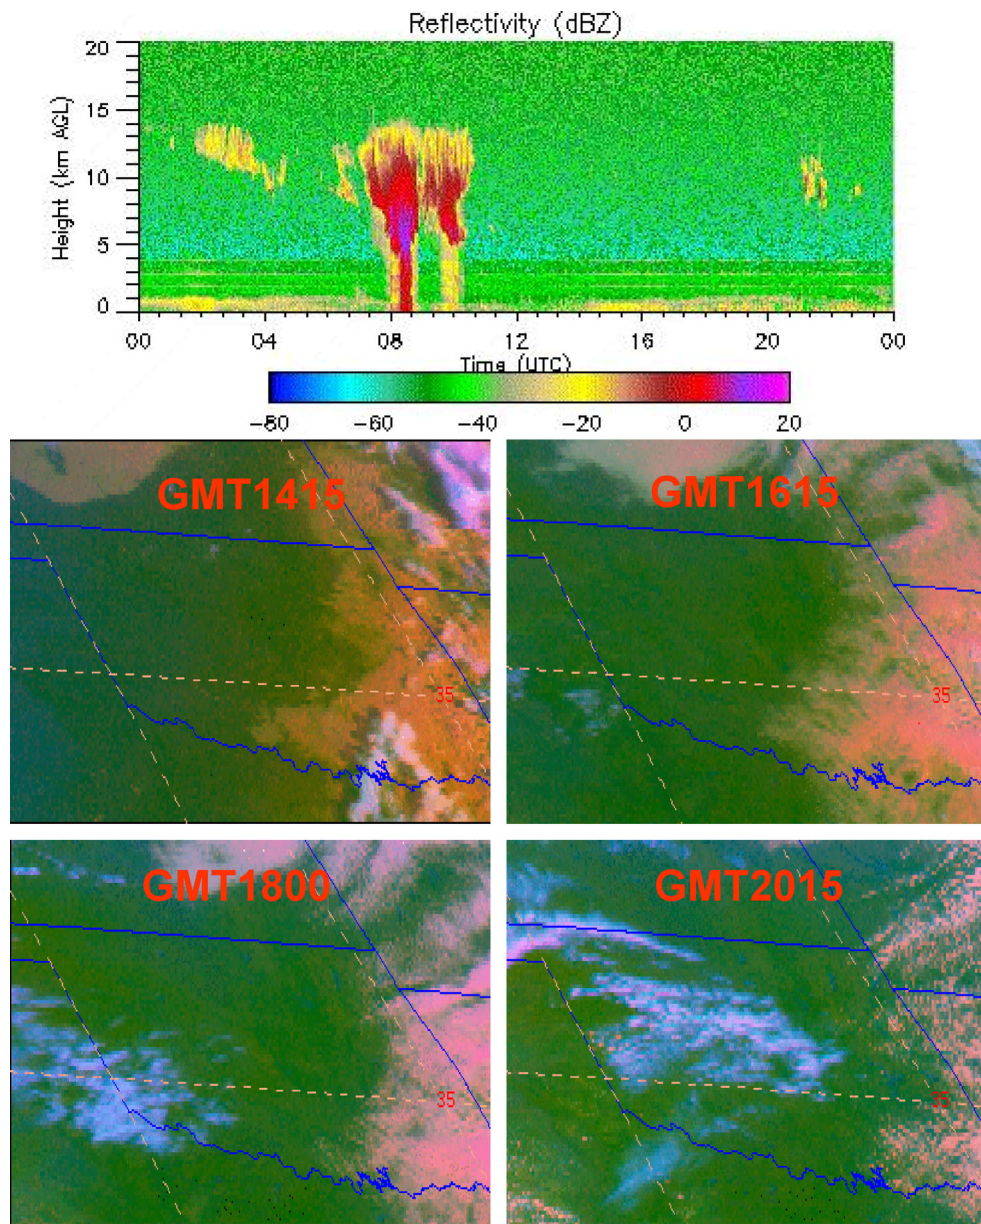 Reflectivity (dBZ)
Height (km AGL)
20
15
10
5
0
00 04 08 12 16 20 00
Time (UTC)
−80 −60 −40 −20 0 20
GMT1415 GMT1615
35 35
GMT1800 GMT2015
35 35